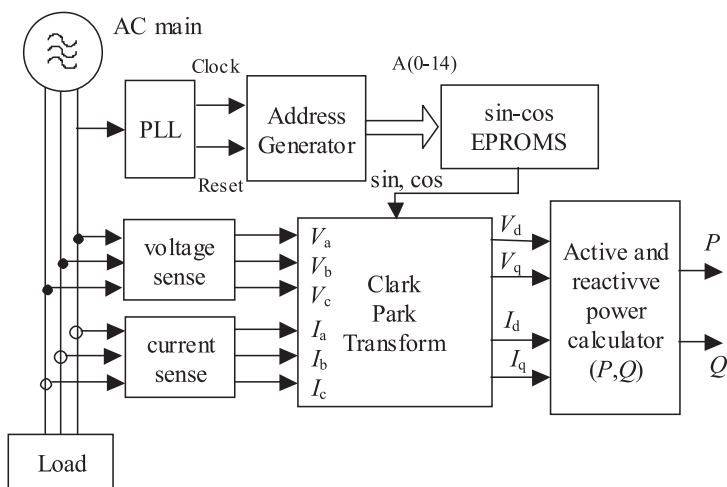 AC main
Clock
A(0-14)
PLL
Address
Generator
sin-cos
EPROMS
Reset
sin, cos
voltage
sense
Va
Vb
Vc
current
sense
Ia
Ib
Ic
Clark
Park
Transform
Vd
Vq
Id
Iq
Active and
reactivve
power
calculator
(P,Q)
P
Q
Load